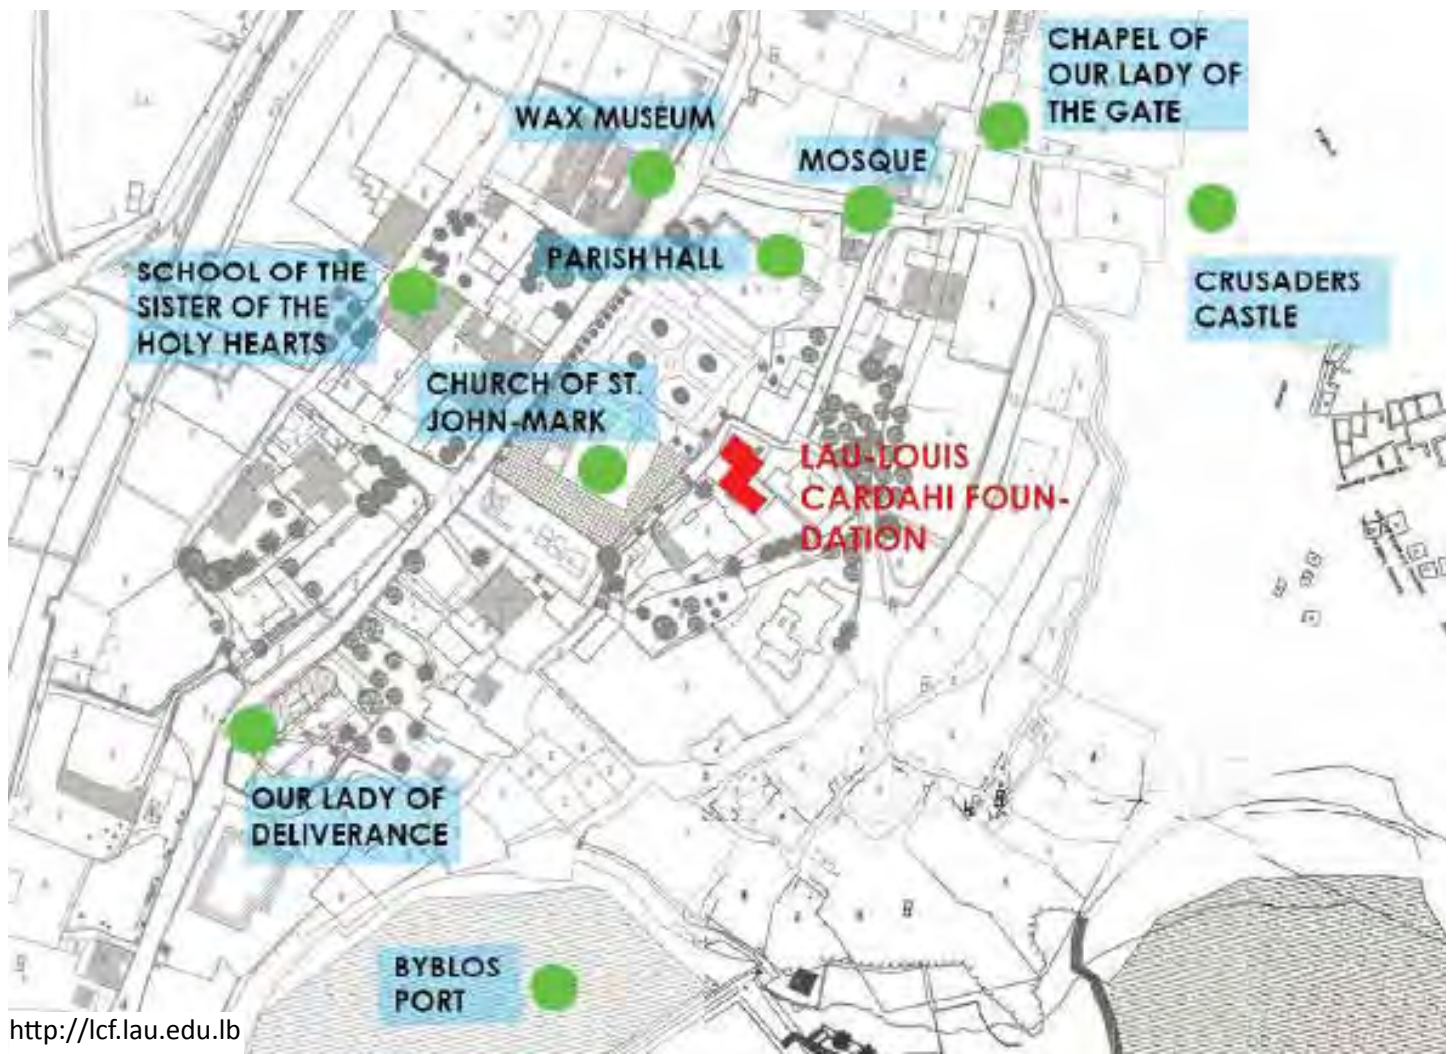 CHAPEL OF
OUR LADY OF
THE GATE
WAX MUSEUM
MOSQUE
PARISH HALL
SCHOOL OF THE
SISTER OF THE
HOLY HEARTS
CRUSADERS
CASTLE
CHURCH OF ST.
JOHN-MARK
LAU-LOUIS
CARDAHI FOUN-
DATION
OUR LADY OF
DELIVERANCE
BYBLOS
PORT
http://lcf.lau.edu.lb